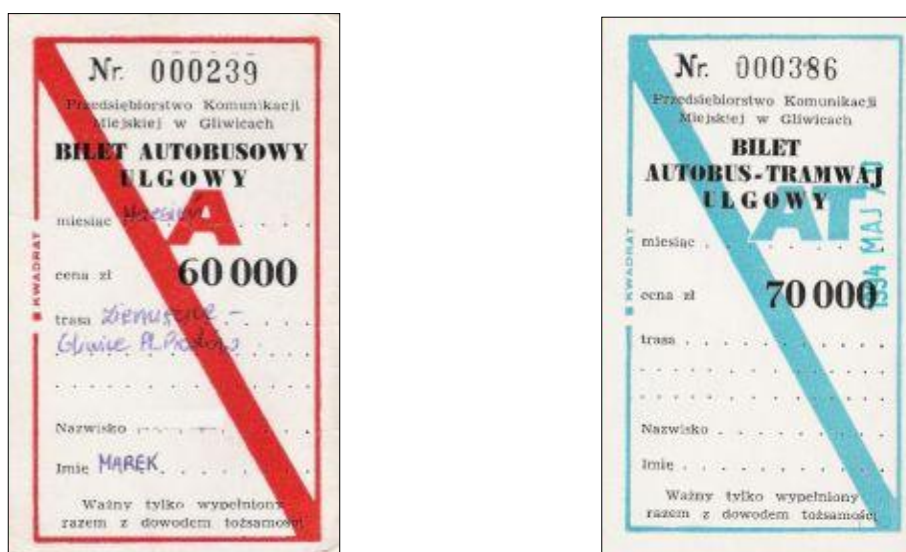 Nr. 000239
Przedsiębiorstwo Komunikacji
Miejskiej w Gliwicach
BILET AUTOBUSOWY
ULGOWY
A
miesiąc
cena zł 60 000
trasa
Gliwice Pl. Piastów
Nazwisko
Imię MAREK
Ważny tylko wypełniony
razem z dowodem tożsamości
KWADRAT
Nr. 000386
Przedsiębiorstwo Komunikacji
Miejskiej w Gliwicach
BILET
AUTOBUS-TRAMWAJ
ULGOWY
AT
miesiąc
cena zł 70 000
trasa
Nazwisko
Imię
Ważny tylko wypełniony
razem z dowodem tożsamości
KWADRAT
1994 MAJ